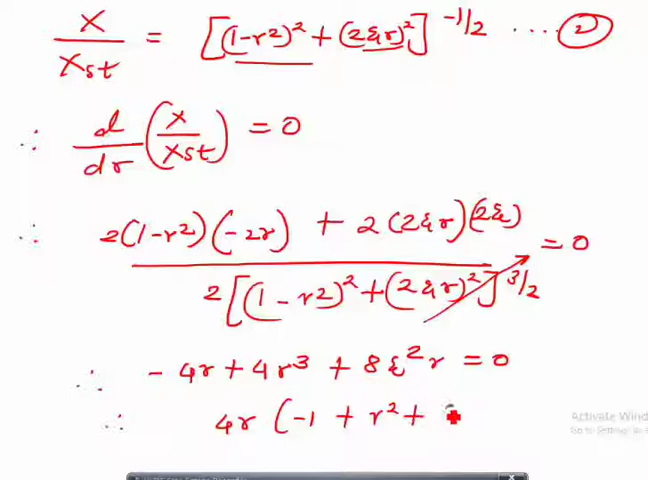 X/Xst = [(1-r²)² + (2ξr)²]^-1/2 .... ②
∴ d/dr (X/Xst) = 0
∴ 2(1-r²)(-2r) + 2(2ξr)(2ξ) / 2[(1-r²)² + (2ξr)²]^3/2 = 0
∴ -4r + 4r³ + 8ξ²r = 0
∴ 4r (-1 + r² +
Activate Wind
Go to Settings to